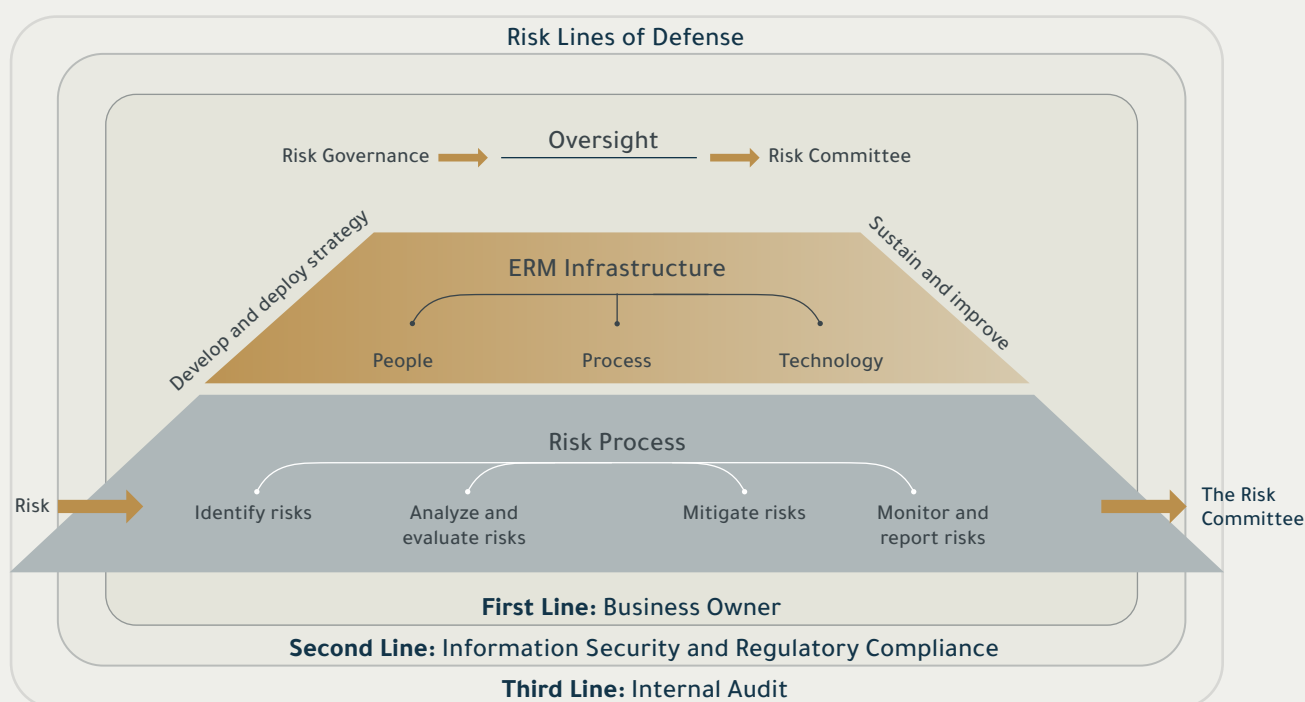 Risk Lines of Defense
Oversight
Risk Governance
Risk Committee
Develop and deploy strategy
Sustain and improve
ERM Infrastructure
People
Process
Technology
Risk Process
Risk
Identify risks
Analyze and
evaluate risks
Mitigate risks
Monitor and
report risks
The Risk
Committee
First Line: Business Owner
Second Line: Information Security and Regulatory Compliance
Third Line: Internal Audit